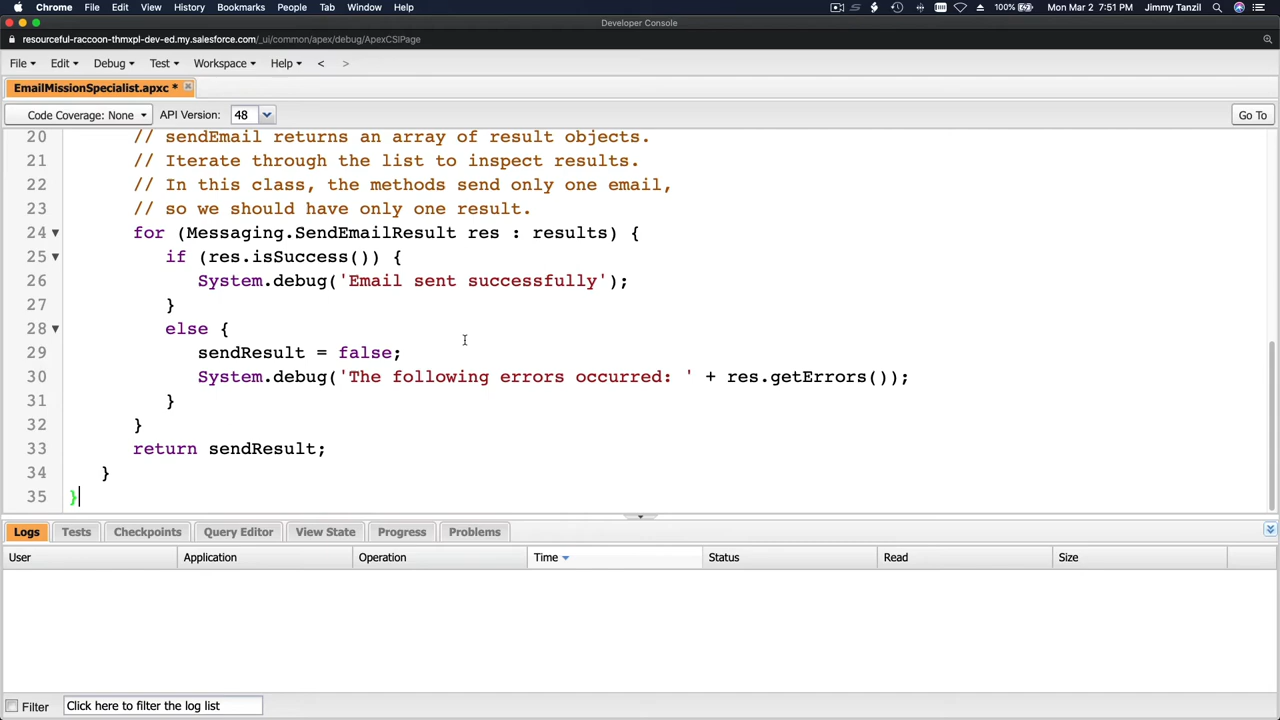 Chrome File Edit View History Bookmarks People Tab Window Help 100% Mon Mar 2 7:51 PM Jimmy Tanzil
Developer Console
resourceful-raccoon-thmxpl-dev-ed.my.salesforce.com/_ui/common/apex/debug/ApexCSIPage
File Edit Debug Test Workspace Help < >
EmailMissionSpecialist.apxc *
Code Coverage: None API Version: 48 Go To
20 // sendEmail returns an array of result objects.
21 // Iterate through the list to inspect results.
22 // In this class, the methods send only one email,
23 // so we should have only one result.
24 for (Messaging.SendEmailResult res : results) {
25 if (res.isSuccess()) {
26 System.debug('Email sent successfully');
27 }
28 else {
29 sendResult = false;
30 System.debug('The following errors occurred: ' + res.getErrors());
31 }
32 }
33 return sendResult;
34 }
35 }
Logs Tests Checkpoints Query Editor View State Progress Problems
User Application Operation Time Status Read Size
Filter Click here to filter the log list